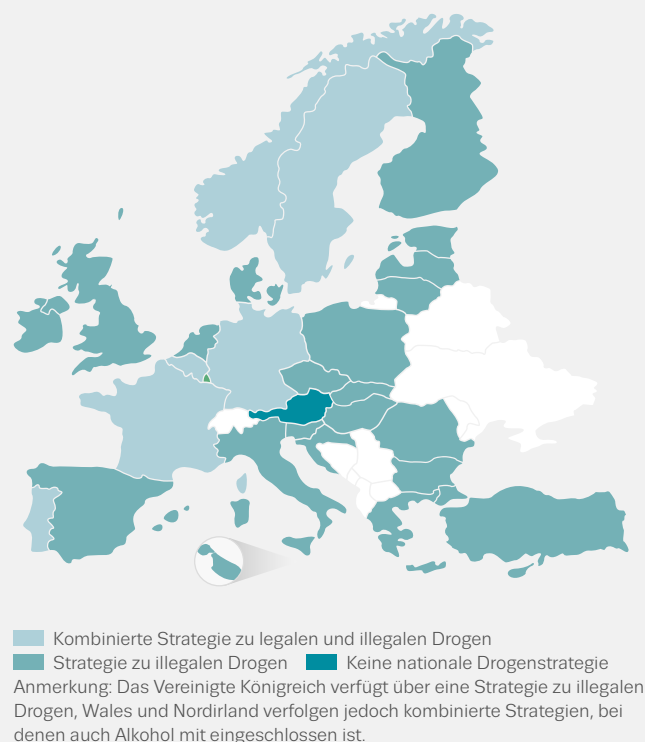 Kombinierte Strategie zu legalen und illegalen Drogen
Strategie zu illegalen Drogen Keine nationale Drogenstrategie
Anmerkung: Das Vereinigte Königreich verfügt über eine Strategie zu illegalen
Drogen, Wales und Nordirland verfolgen jedoch kombinierte Strategien, bei
denen auch Alkohol mit eingeschlossen ist.